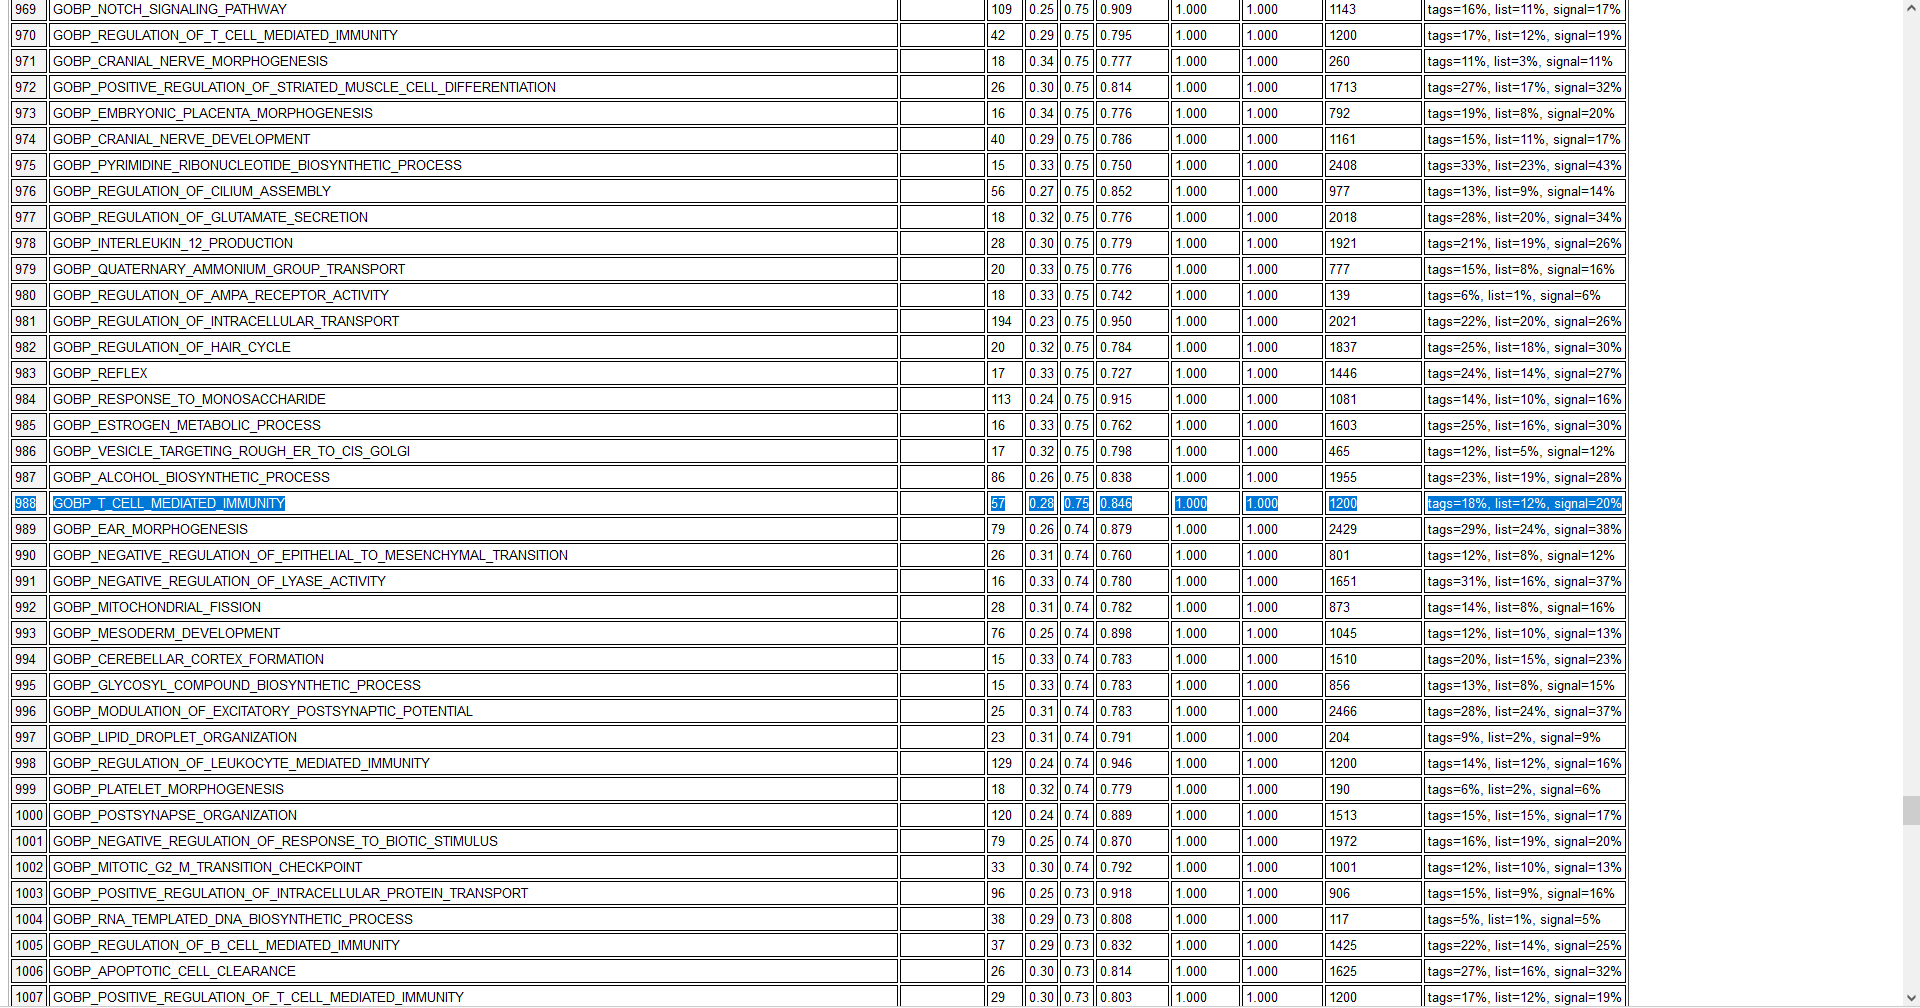 969 GOBP_NOTCH_SIGNALING_PATHWAY 109 0.25 0.75 0.909 1.000 1.000 1143 tags=16%, list=11%, signal=17%
970 GOBP_REGULATION_OF_T_CELL_MEDIATED_IMMUNITY 42 0.29 0.75 0.795 1.000 1.000 1200 tags=17%, list=12%, signal=19%
971 GOBP_CRANIAL_NERVE_MORPHOGENESIS 18 0.34 0.75 0.777 1.000 1.000 260 tags=11%, list=3%, signal=11%
972 GOBP_POSITIVE_REGULATION_OF_STRIATED_MUSCLE_CELL_DIFFERENTIATION 26 0.30 0.75 0.814 1.000 1.000 1713 tags=27%, list=17%, signal=32%
973 GOBP_EMBRYONIC_PLACENTA_MORPHOGENESIS 16 0.34 0.75 0.776 1.000 1.000 792 tags=19%, list=8%, signal=20%
974 GOBP_CRANIAL_NERVE_DEVELOPMENT 40 0.29 0.75 0.786 1.000 1.000 1161 tags=15%, list=11%, signal=17%
975 GOBP_PYRIMIDINE_RIBONUCLEOTIDE_BIOSYNTHETIC_PROCESS 15 0.33 0.75 0.750 1.000 1.000 2408 tags=33%, list=23%, signal=43%
976 GOBP_REGULATION_OF_CILIUM_ASSEMBLY 56 0.27 0.75 0.852 1.000 1.000 977 tags=13%, list=9%, signal=14%
977 GOBP_REGULATION_OF_GLUTAMATE_SECRETION 18 0.32 0.75 0.776 1.000 1.000 2018 tags=28%, list=20%, signal=34%
978 GOBP_INTERLEUKIN_12_PRODUCTION 28 0.30 0.75 0.779 1.000 1.000 1921 tags=21%, list=19%, signal=26%
979 GOBP_QUATERNARY_AMMONIUM_GROUP_TRANSPORT 20 0.33 0.75 0.776 1.000 1.000 777 tags=15%, list=8%, signal=16%
980 GOBP_REGULATION_OF_AMPA_RECEPTOR_ACTIVITY 18 0.33 0.75 0.742 1.000 1.000 139 tags=6%, list=1%, signal=6%
981 GOBP_REGULATION_OF_INTRACELLULAR_TRANSPORT 194 0.23 0.75 0.950 1.000 1.000 2021 tags=22%, list=20%, signal=26%
982 GOBP_REGULATION_OF_HAIR_CYCLE 20 0.32 0.75 0.784 1.000 1.000 1837 tags=25%, list=18%, signal=30%
983 GOBP_REFLEX 17 0.33 0.75 0.727 1.000 1.000 1446 tags=24%, list=14%, signal=27%
984 GOBP_RESPONSE_TO_MONOSACCHARIDE 113 0.24 0.75 0.915 1.000 1.000 1081 tags=14%, list=10%, signal=16%
985 GOBP_ESTROGEN_METABOLIC_PROCESS 16 0.33 0.75 0.762 1.000 1.000 1603 tags=25%, list=16%, signal=30%
986 GOBP_VESICLE_TARGETING_ROUGH_ER_TO_CIS_GOLGI 17 0.32 0.75 0.798 1.000 1.000 465 tags=12%, list=5%, signal=12%
987 GOBP_ALCOHOL_BIOSYNTHETIC_PROCESS 86 0.26 0.75 0.838 1.000 1.000 1955 tags=23%, list=19%, signal=28%
988 GOBP_T_CELL_MEDIATED_IMMUNITY 57 0.28 0.75 0.846 1.000 1.000 1200 tags=18%, list=12%, signal=20%
989 GOBP_EAR_MORPHOGENESIS 79 0.26 0.74 0.879 1.000 1.000 2429 tags=29%, list=24%, signal=38%
990 GOBP_NEGATIVE_REGULATION_OF_EPITHELIAL_TO_MESENCHYMAL_TRANSITION 26 0.31 0.74 0.760 1.000 1.000 801 tags=12%, list=8%, signal=12%
991 GOBP_NEGATIVE_REGULATION_OF_LYASE_ACTIVITY 16 0.33 0.74 0.780 1.000 1.000 1651 tags=31%, list=16%, signal=37%
992 GOBP_MITOCHONDRIAL_FISSION 28 0.31 0.74 0.782 1.000 1.000 873 tags=14%, list=8%, signal=16%
993 GOBP_MESODERM_DEVELOPMENT 76 0.25 0.74 0.898 1.000 1.000 1045 tags=12%, list=10%, signal=13%
994 GOBP_CEREBELLAR_CORTEX_FORMATION 15 0.33 0.74 0.783 1.000 1.000 1510 tags=20%, list=15%, signal=23%
995 GOBP_GLYCOSYL_COMPOUND_BIOSYNTHETIC_PROCESS 15 0.33 0.74 0.783 1.000 1.000 856 tags=13%, list=8%, signal=15%
996 GOBP_MODULATION_OF_EXCITATORY_POSTSYNAPTIC_POTENTIAL 25 0.31 0.74 0.783 1.000 1.000 2466 tags=28%, list=24%, signal=37%
997 GOBP_LIPID_DROPLET_ORGANIZATION 23 0.31 0.74 0.791 1.000 1.000 204 tags=9%, list=2%, signal=9%
998 GOBP_REGULATION_OF_LEUKOCYTE_MEDIATED_IMMUNITY 129 0.24 0.74 0.946 1.000 1.000 1200 tags=14%, list=12%, signal=16%
999 GOBP_PLATELET_MORPHOGENESIS 18 0.32 0.74 0.779 1.000 1.000 190 tags=6%, list=2%, signal=6%
1000 GOBP_POSTSYNAPSE_ORGANIZATION 120 0.24 0.74 0.889 1.000 1.000 1513 tags=15%, list=15%, signal=17%
1001 GOBP_NEGATIVE_REGULATION_OF_RESPONSE_TO_BIOTIC_STIMULUS 79 0.25 0.74 0.870 1.000 1.000 1972 tags=16%, list=19%, signal=20%
1002 GOBP_MITOTIC_G2_M_TRANSITION_CHECKPOINT 33 0.30 0.74 0.792 1.000 1.000 1001 tags=12%, list=10%, signal=13%
1003 GOBP_POSITIVE_REGULATION_OF_INTRACELLULAR_PROTEIN_TRANSPORT 96 0.25 0.73 0.918 1.000 1.000 906 tags=15%, list=9%, signal=16%
1004 GOBP_RNA_TEMPLATED_DNA_BIOSYNTHETIC_PROCESS 38 0.29 0.73 0.808 1.000 1.000 117 tags=5%, list=1%, signal=5%
1005 GOBP_REGULATION_OF_B_CELL_MEDIATED_IMMUNITY 37 0.29 0.73 0.832 1.000 1.000 1425 tags=22%, list=14%, signal=25%
1006 GOBP_APOPTOTIC_CELL_CLEARANCE 26 0.30 0.73 0.814 1.000 1.000 1625 tags=27%, list=16%, signal=32%
1007 GOBP_POSITIVE_REGULATION_OF_T_CELL_MEDIATED_IMMUNITY 29 0.30 0.73 0.803 1.000 1.000 1200 tags=17%, list=12%, signal=19%